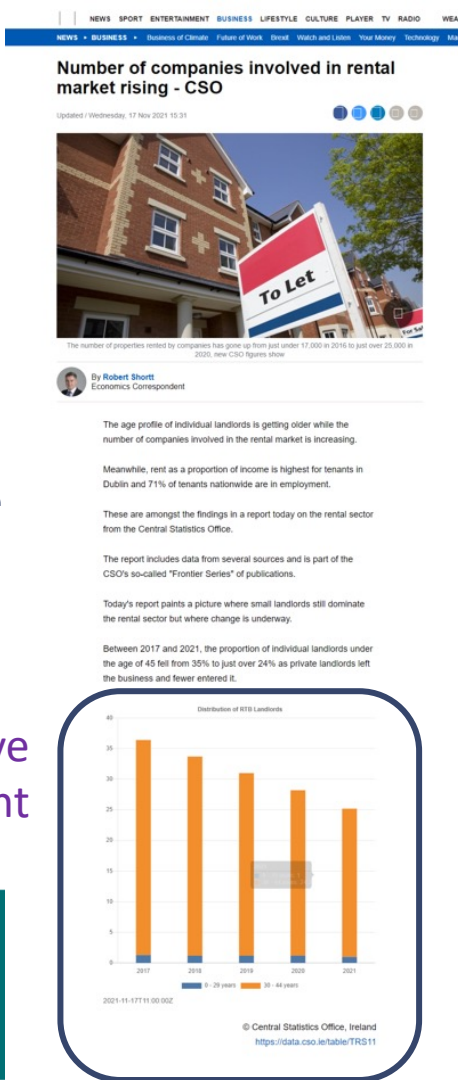 NEWS SPORT ENTERTAINMENT BUSINESS LIFESTYLE CULTURE PLAYER TV RADIO WEA
NEWS BUSINESS Business of Climate Future of Work Brexit Watch and Listen Your Money Technology Ma
Number of companies involved in rental
market rising - CSO
Updated / Wednesday, 17 Nov 2021 15:31
To Let
For Sal
The number of properties rented by companies has gone up from just under 17,000 in 2016 to just over 25,000 in
2020, new CSO figures show
By Robert Shortt
Economics Correspondent
The age profile of individual landlords is getting older while the
number of companies involved in the rental market is increasing.
Meanwhile, rent as a proportion of income is highest for tenants in
Dublin and 71% of tenants nationwide are in employment.
These are amongst the findings in a report today on the rental sector
from the Central Statistics Office.
The report includes data from several sources and is part of the
CSO's so-called "Frontier Series" of publications.
Today's report paints a picture where small landlords still dominate
the rental sector but where change is underway.
Between 2017 and 2021, the proportion of individual landlords under
the age of 45 fell from 35% to just over 24% as private landlords left
the business and fewer entered it.
ve
nt
Distribution of RTB Landlords
40
35
30
25
20
15
10
5
0
2017 2018 2019 2020 2021
0 - 29 years 30 - 44 years
2021-11-17T11:00:00Z
© Central Statistics Office, Ireland
https://data.cso.ie/table/TRS11